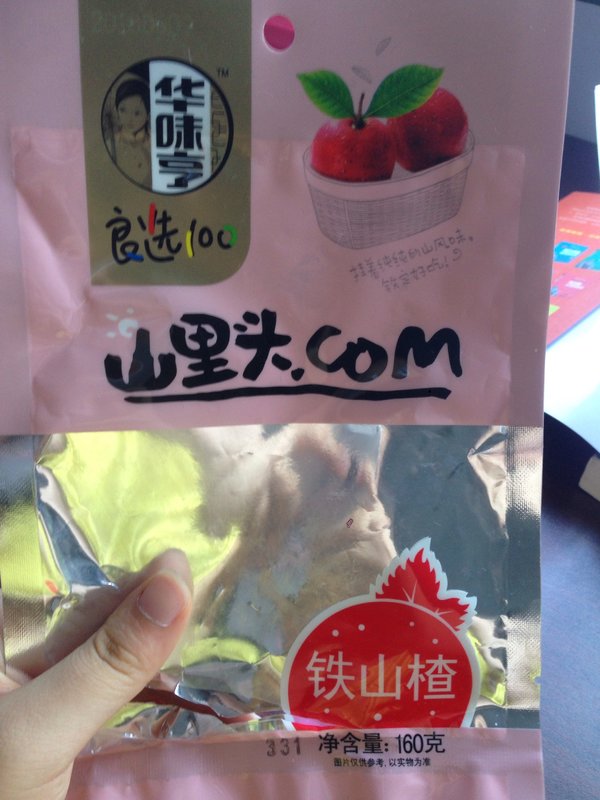 华味亨
TM
良选100
挂着纯纯的山风味。
铁定好吃!
山里头.COM
铁山楂
331 净含量: 160克
图片仅供参考, 以实物为准